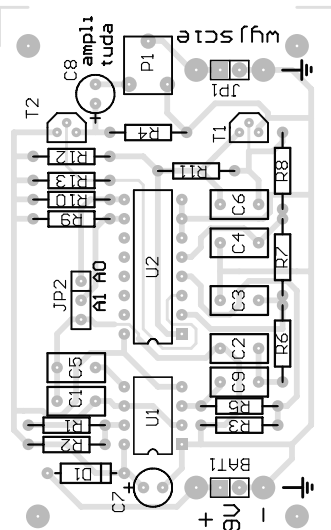 ampli
tuda
wyjście
C8
P1
JP1
T2
T1
R4
R12
R11
R13
R10
R9
R8
C6
C4
R7
U2
JP2
A1 A0
C3
C2
R6
C5
C1
C9
R5
U1
R1
R2
R3
D1
C7
BAT1
+ 9V -